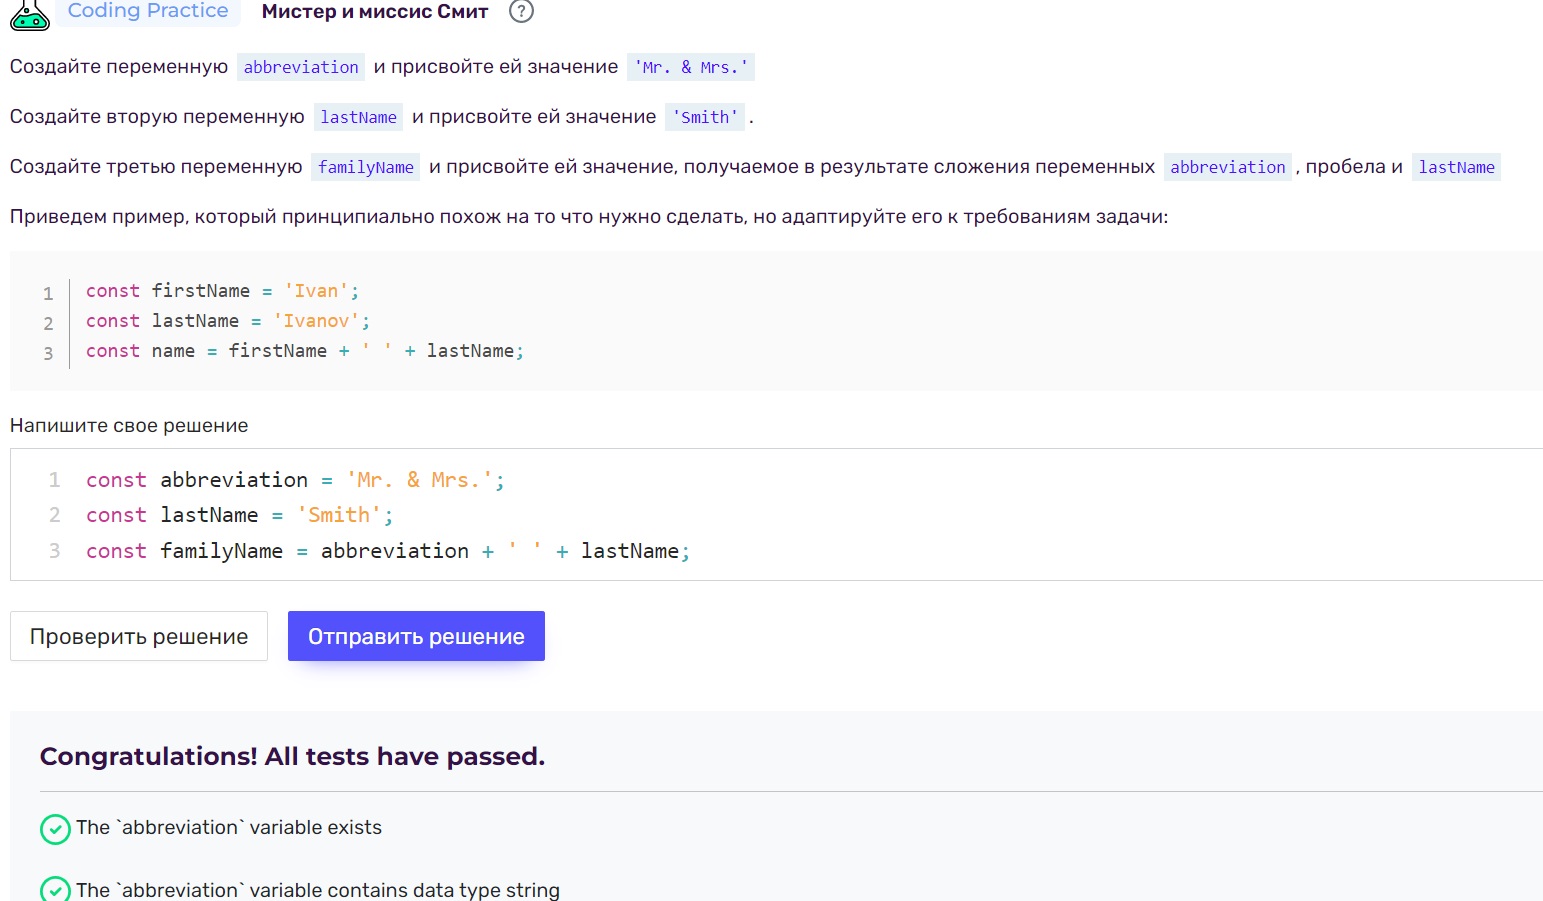 Coding Practice Мистер и миссис Смит ?
Создайте переменную abbreviation и присвойте ей значение 'Mr. & Mrs.'
Создайте вторую переменную lastName и присвойте ей значение 'Smith'.
Создайте третью переменную familyName и присвойте ей значение, получаемое в результате сложения переменных abbreviation, пробела и lastName
Приведем пример, который принципиально похож на то что нужно сделать, но адаптируйте его к требованиям задачи:
1 const firstName = 'Ivan';
2 const lastName = 'Ivanov';
3 const name = firstName + ' ' + lastName;
Напишите свое решение
1 const abbreviation = 'Mr. & Mrs.';
2 const lastName = 'Smith';
3 const familyName = abbreviation + ' ' + lastName;
Проверить решение Отправить решение
Congratulations! All tests have passed.
The `abbreviation` variable exists
The `abbreviation` variable contains data type string